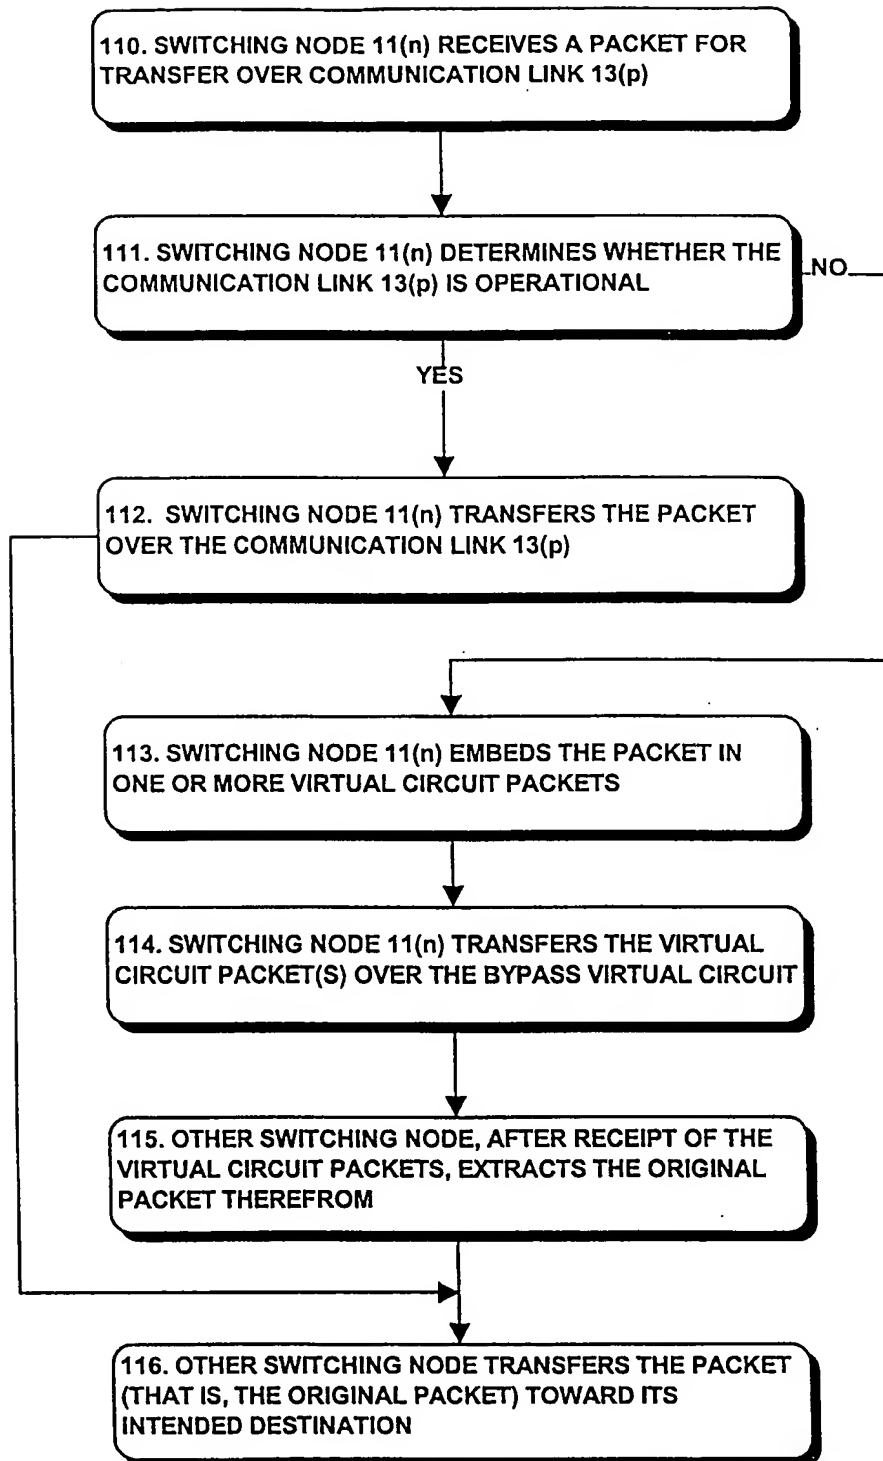 110. SWITCHING NODE 11(n) RECEIVES A PACKET FOR
TRANSFER OVER COMMUNICATION LINK 13(p)
111. SWITCHING NODE 11(n) DETERMINES WHETHER THE
COMMUNICATION LINK 13(p) IS OPERATIONAL
NO
YES
112. SWITCHING NODE 11(n) TRANSFERS THE PACKET
OVER THE COMMUNICATION LINK 13(p)
113. SWITCHING NODE 11(n) EMBEDS THE PACKET IN
ONE OR MORE VIRTUAL CIRCUIT PACKETS
114. SWITCHING NODE 11(n) TRANSFERS THE VIRTUAL
CIRCUIT PACKET(S) OVER THE BYPASS VIRTUAL CIRCUIT
115. OTHER SWITCHING NODE, AFTER RECEIPT OF THE
VIRTUAL CIRCUIT PACKETS, EXTRACTS THE ORIGINAL
PACKET THEREFROM
116. OTHER SWITCHING NODE TRANSFERS THE PACKET
(THAT IS, THE ORIGINAL PACKET) TOWARD ITS
INTENDED DESTINATION